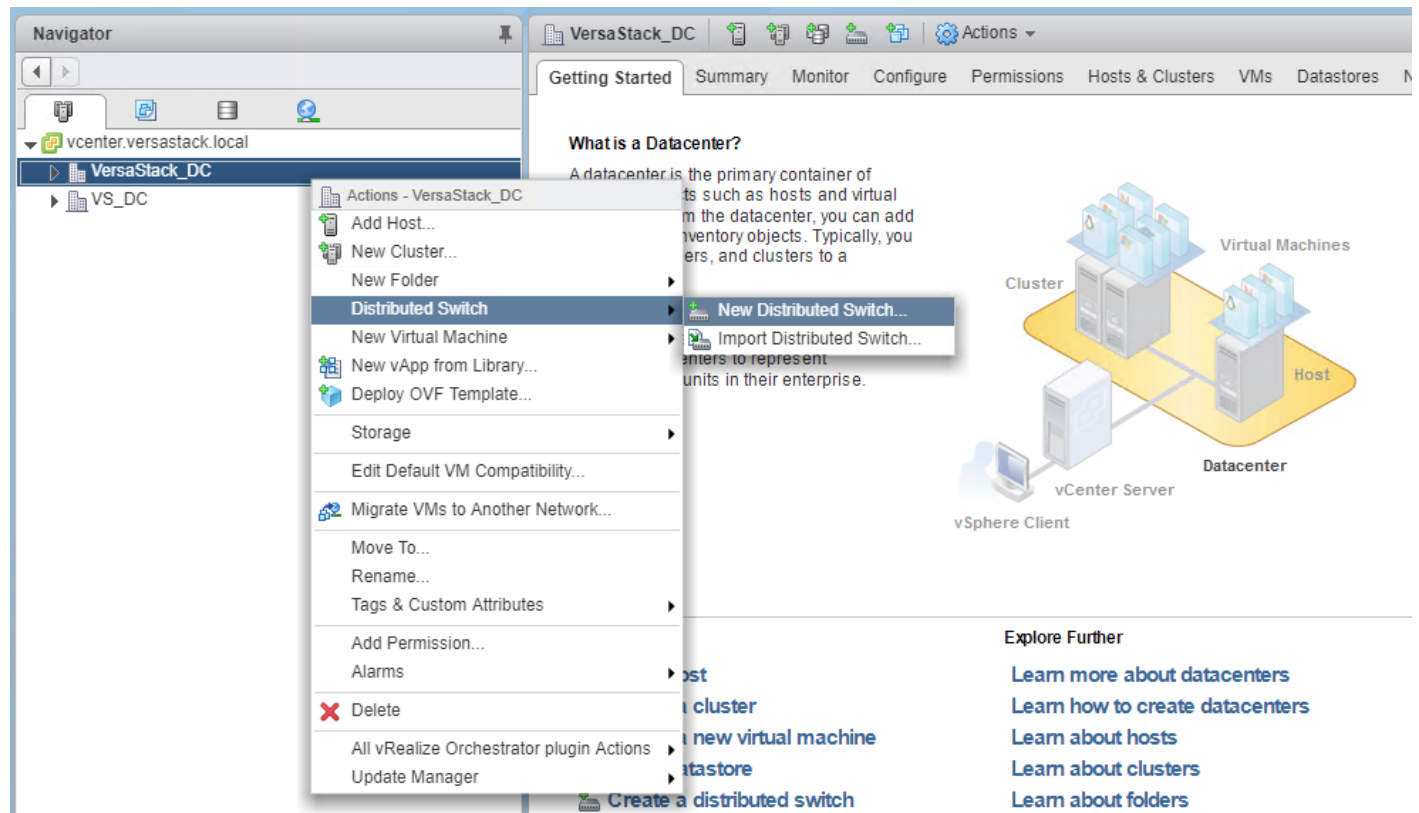 Navigator
vcenter.versastack.local
VersaStack_DC
VS_DC
VersaStack_DC Actions
Getting Started Summary Monitor Configure Permissions Hosts & Clusters VMs Datastores N
What is a Datacenter?
A datacenter is the primary container of
ts such as hosts and virtual
m the datacenter, you can add
nventory objects. Typically, you
ers, and clusters to a
enters to represent
units in their enterprise.
Actions - VersaStack_DC
Add Host...
New Cluster...
New Folder
Distributed Switch
New Virtual Machine
New vApp from Library...
Deploy OVF Template...
Storage
Edit Default VM Compatibility...
Migrate VMs to Another Network...
Move To...
Rename...
Tags & Custom Attributes
Add Permission...
Alarms
Delete
All vRealize Orchestrator plugin Actions
Update Manager
New Distributed Switch...
Import Distributed Switch...
Virtual Machines
Cluster
Host
Datacenter
vCenter Server
vSphere Client
ost
cluster
new virtual machine
atastore
Create a distributed switch
Explore Further
Learn more about datacenters
Learn how to create datacenters
Learn about hosts
Learn about clusters
Learn about folders